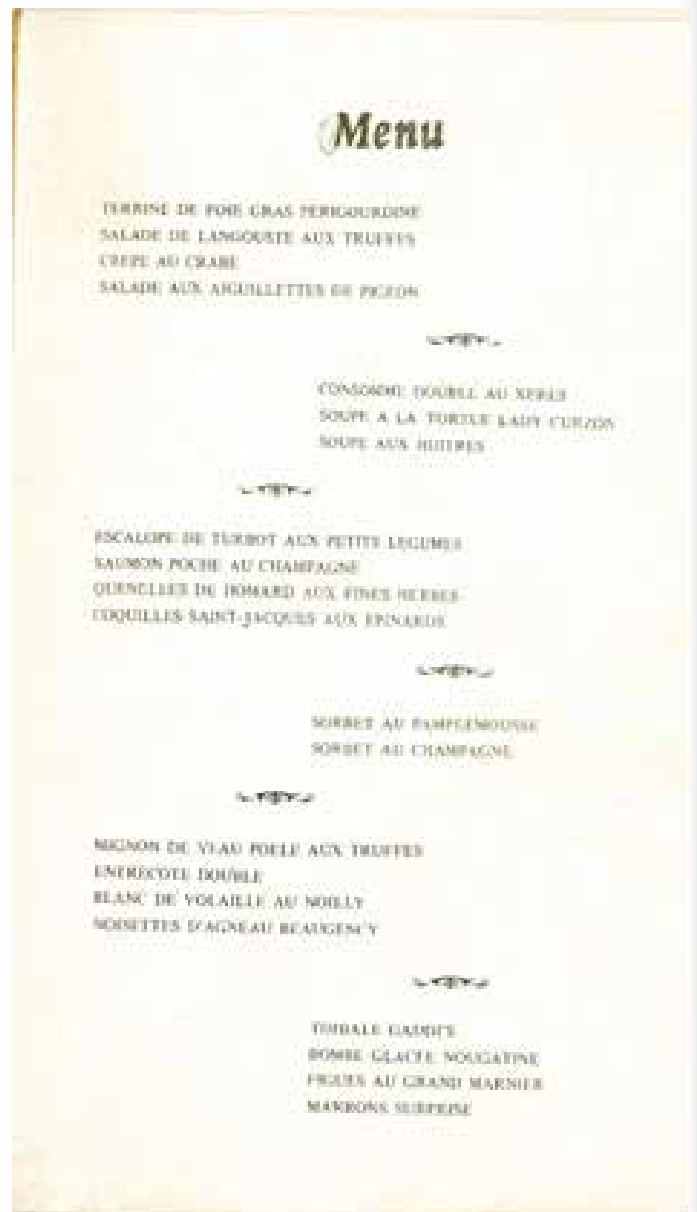 Menu
TERRINE DE FOIE GRAS PERIGOURDINE
SALADE DE LANGOUSTE AUX TRUFFES
CREPE AU CRABE
SALADE AUX AIGUILLETTES DE PIGEON
CONSOMME DOUBLE AU XERES
SOUPE A LA TORTUE LADY CURZON
SOUPE AUX HUITRES
ESCALOPE DE TURBOT AUX PETITS LEGUMES
SAUMON POCHE AU CHAMPAGNE
QUENELLES DE HOMARD AUX FINES HERBES
COQUILLES SAINT-JACQUES AUX EPINARDS
SORBET AU PAMPLEMOUSSE
SORBET AU CHAMPAGNE
MIGNON DE VEAU POELE AUX TRUFFES
ENTRECOTE DOUBLE
BLANC DE VOLAILLE AU NOILLY
NOISETTES D'AGNEAU BEAUGENCY
TIMBALE GADDI'S
BOMBE GLACEE NOUGATINE
FIGUES AU GRAND MARNIER
MARRONS SURPRISE